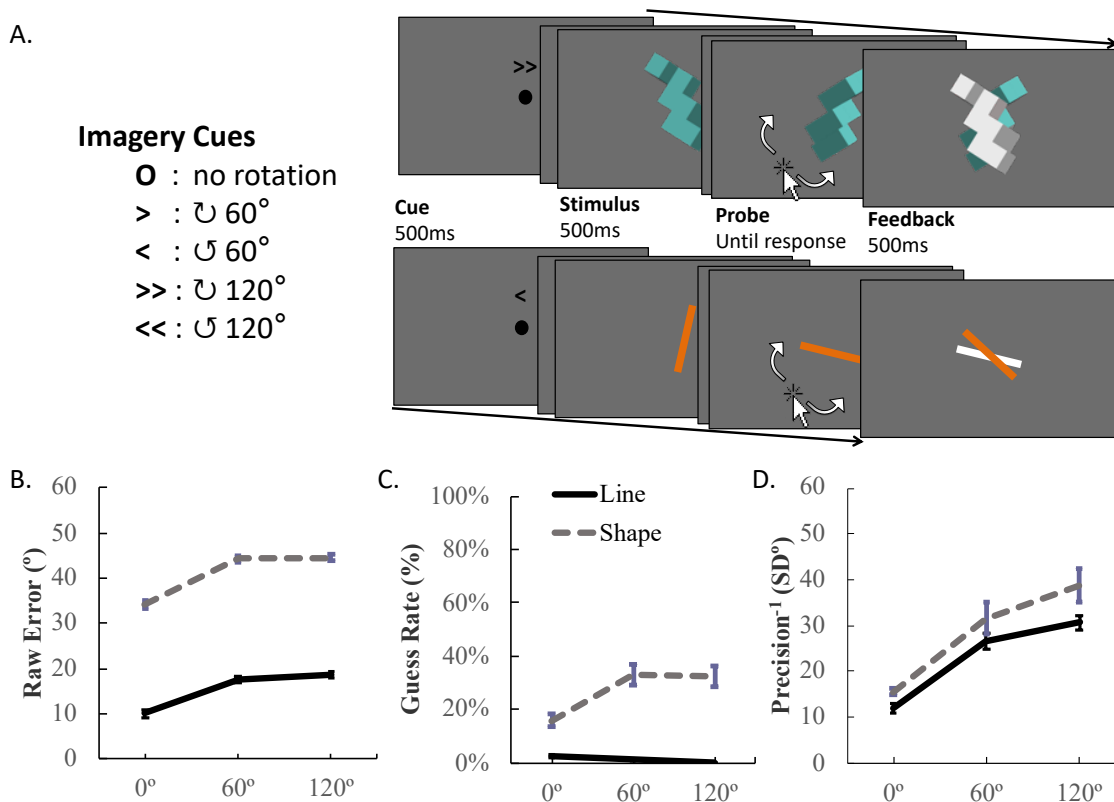 A.
Imagery Cues
O : no rotation
> : ↻ 60°
< : ↺ 60°
>> : ↻ 120°
<< : ↺ 120°
>>
Cue
500ms
Stimulus
500ms
Probe
Until response
Feedback
500ms
<
B.
Raw Error (º)
60
50
40
30
20
10
0
0º 60º 120º
C.
Guess Rate (%)
100%
80%
60%
40%
20%
0%
Line
Shape
0º 60º 120º
D.
Precision⁻¹ (SDº)
60
50
40
30
20
10
0
0º 60º 120º